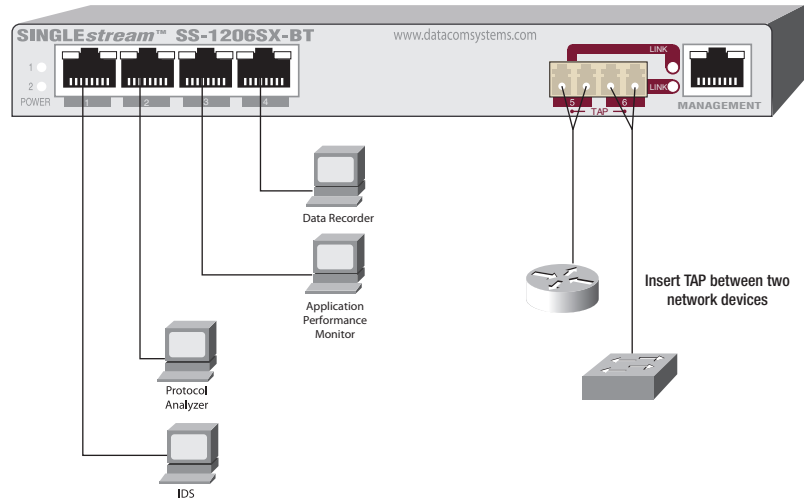 SINGLEstream™ SS-1206SX-BT
www.datacomsystems.com
LINK
LINK
1
2
POWER
1
2
3
4
5
6
TAP
MANAGEMENT
Data Recorder
Application
Performance
Monitor
Insert TAP between two
network devices
Protocol
Analyzer
IDS